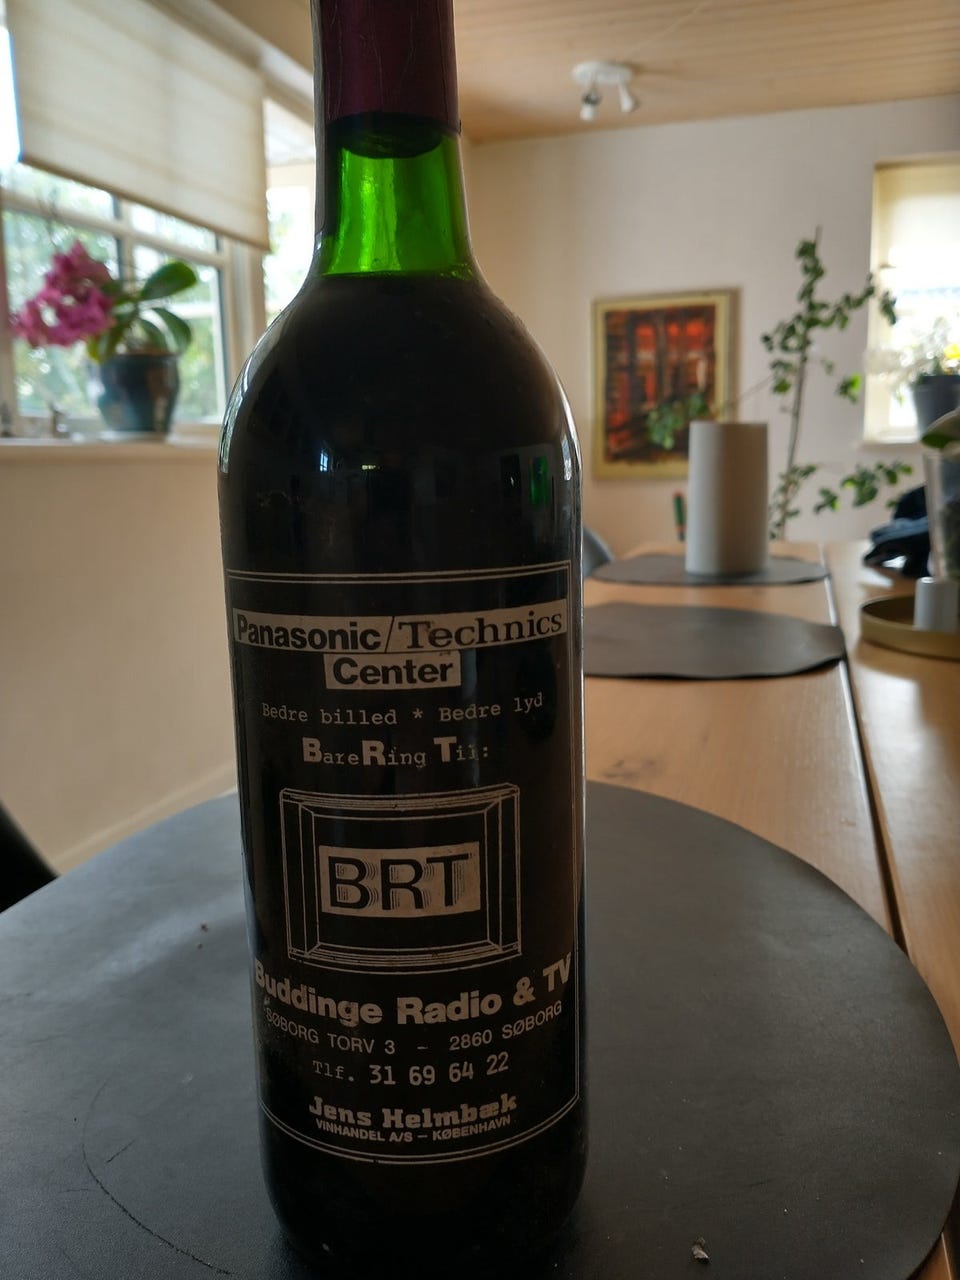 Panasonic/Technics
Center
Bedre billed * Bedre lyd
BareRing Til:
BRT
Buddinge Radio & TV
SØBORG TORV 3 - 2860 SØBORG
Tlf. 31 69 64 22
Jens Helmbæk
VINHANDEL A/S - KØBENHAVN